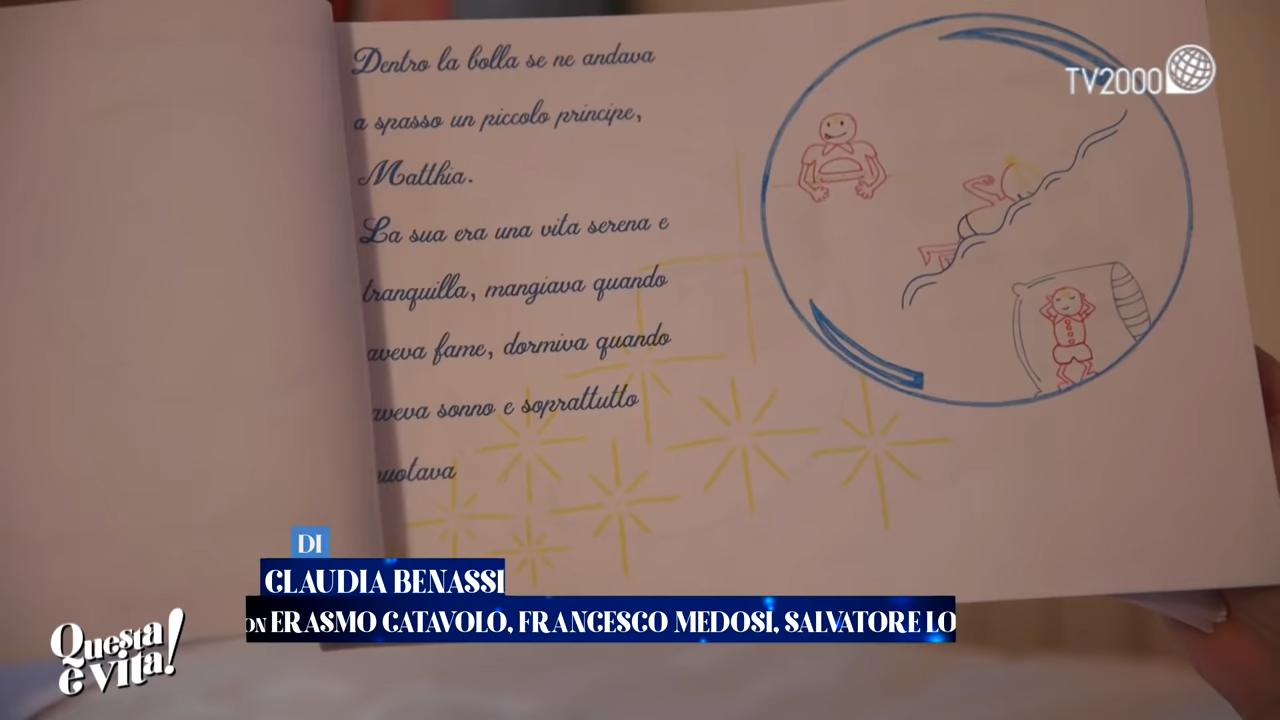 Dentro la bolla se ne andava
a spasso un piccolo principe,
Matthia.
La sua era una vita serena e
tranquilla, mangiava quando
aveva fame, dormiva quando
aveva sonno e soprattutto
uotava
TV2000
DI
CLAUDIA BENASSI
ON ERASMO CATAVOLO, FRANCESCO MEDOSI, SALVATORE LO
Questa
è vita!